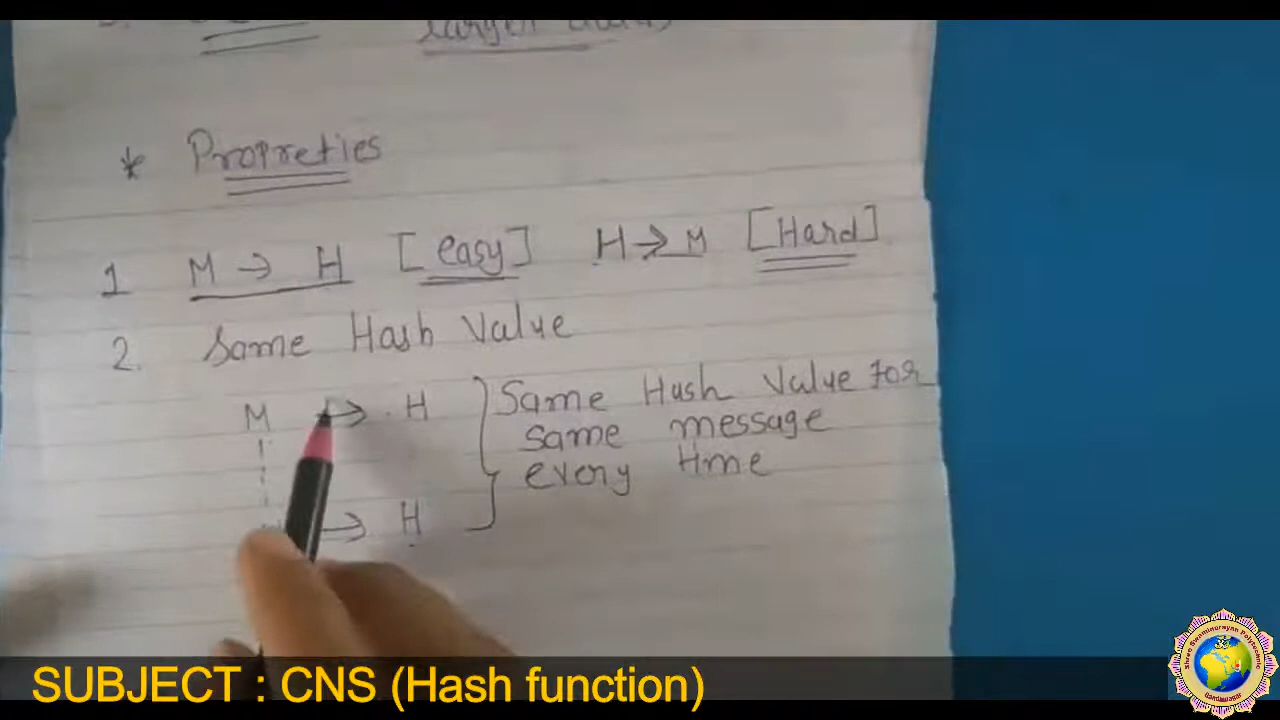 larger
* Propreties
1 M → H [easy] H → M [Hard]
2. Same Hash Value
M → H } Same Hash Value For
same message
every time
→ H
SUBJECT : CNS (Hash function)